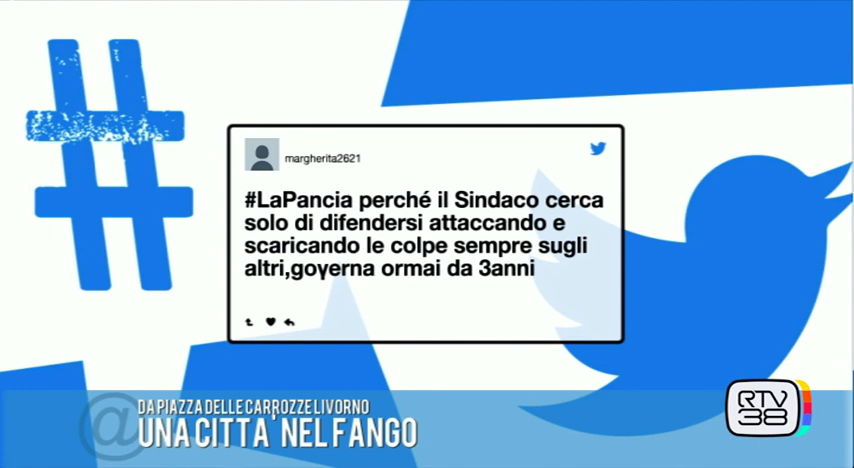 margherita2621
#LaPancia perché il Sindaco cerca
solo di difendersi attaccando e
scaricando le colpe sempre sugli
altri,governa ormai da 3anni
@
DA PIAZZA DELLE CARROZZE LIVORNO
UNA CITTA' NEL FANGO
RTV
38